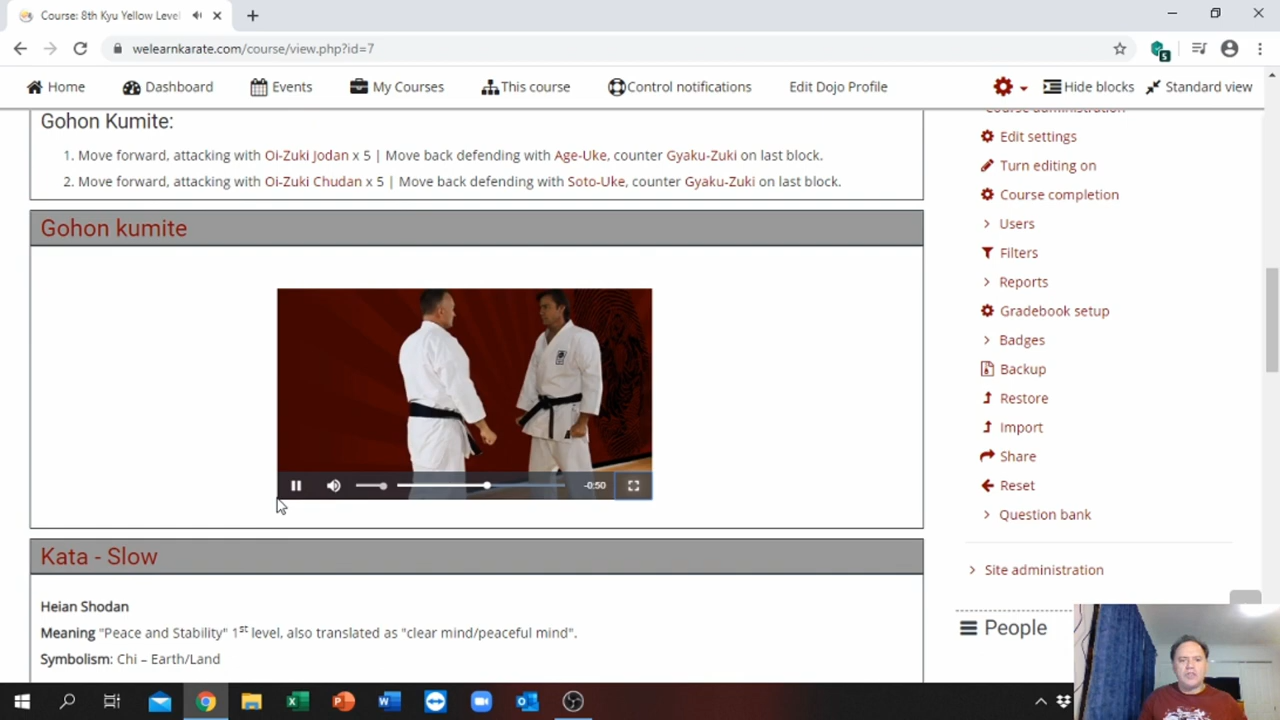 Course: 8th Kyu Yellow Level
welearnkarate.com/course/view.php?id=7
5
Home Dashboard Events My Courses This course Control notifications Edit Dojo Profile Hide blocks Standard view
Gohon Kumite:
1. Move forward, attacking with Oi-Zuki Jodan x 5 | Move back defending with Age-Uke, counter Gyaku-Zuki on last block.
2. Move forward, attacking with Oi-Zuki Chudan x 5 | Move back defending with Soto-Uke, counter Gyaku-Zuki on last block.
Gohon kumite
-0:50
Kata - Slow
Heian Shodan
Meaning "Peace and Stability" 1st level, also translated as "clear mind/peaceful mind".
Symbolism: Chi – Earth/Land
Course administration
Edit settings
Turn editing on
Course completion
Users
Filters
Reports
Gradebook setup
Badges
Backup
Restore
Import
Share
Reset
Question bank
Site administration
People